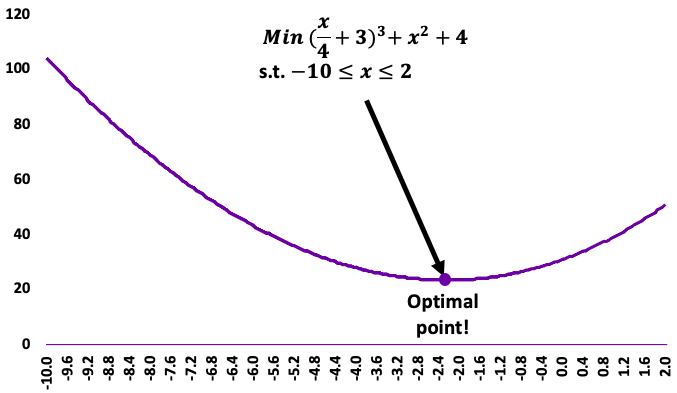 120
Min (x/4 + 3)³ + x² + 4
s.t. −10 ≤ x ≤ 2
100
80
60
40
20
Optimal
point!
0
-10.0 -9.6 -9.2 -8.8 -8.4 -8.0 -7.6 -7.2 -6.8 -6.4 -6.0 -5.6 -5.2 -4.8 -4.4 -4.0 -3.6 -3.2 -2.8 -2.4 -2.0 -1.6 -1.2 -0.8 -0.4 0.0 0.4 0.8 1.2 1.6 2.0